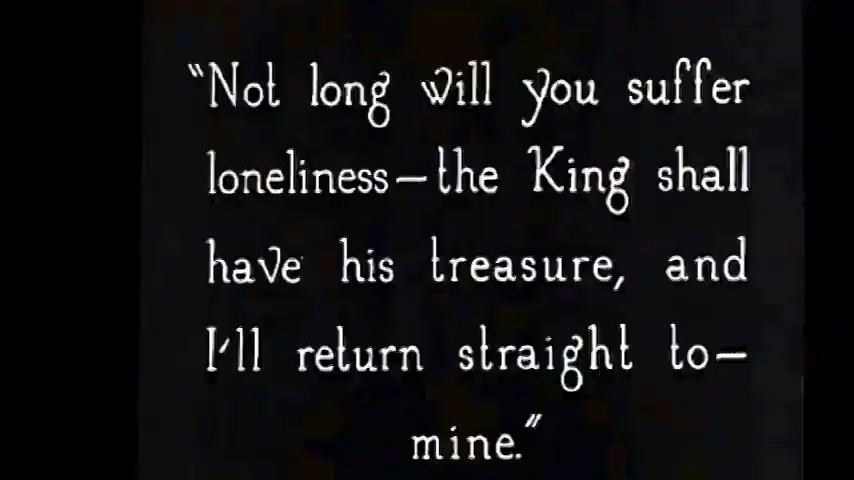 "Not long will you suffer
loneliness—the King shall
have his treasure, and
I'll return straight to—
mine."